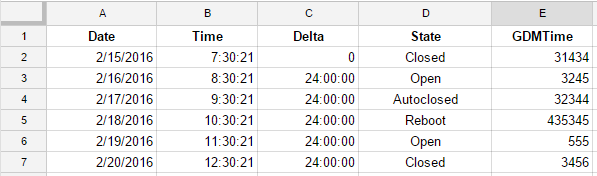 A B C D E
1 Date Time Delta State GDMTime
2 2/15/2016 7:30:21 0 Closed 31434
3 2/16/2016 8:30:21 24:00:00 Open 3245
4 2/17/2016 9:30:21 24:00:00 Autoclosed 32344
5 2/18/2016 10:30:21 24:00:00 Reboot 435345
6 2/19/2016 11:30:21 24:00:00 Open 555
7 2/20/2016 12:30:21 24:00:00 Closed 3456